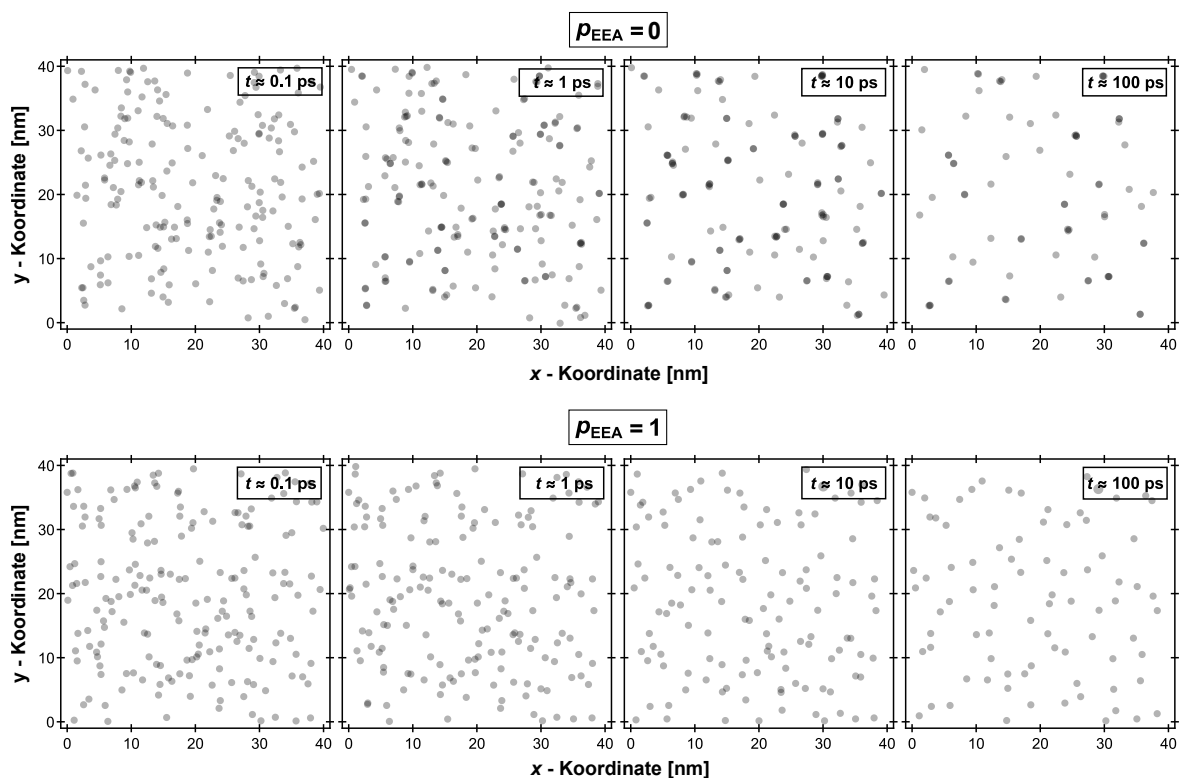 pEEA = 0
t ≈ 0.1 ps
t ≈ 1 ps
t ≈ 10 ps
t ≈ 100 ps
y - Koordinate [nm]
40
30
20
10
0
0 10 20 30 40
0 10 20 30 40
0 10 20 30 40
0 10 20 30 40
x - Koordinate [nm]
pEEA = 1
t ≈ 0.1 ps
t ≈ 1 ps
t ≈ 10 ps
t ≈ 100 ps
y - Koordinate [nm]
40
30
20
10
0
0 10 20 30 40
0 10 20 30 40
0 10 20 30 40
0 10 20 30 40
x - Koordinate [nm]